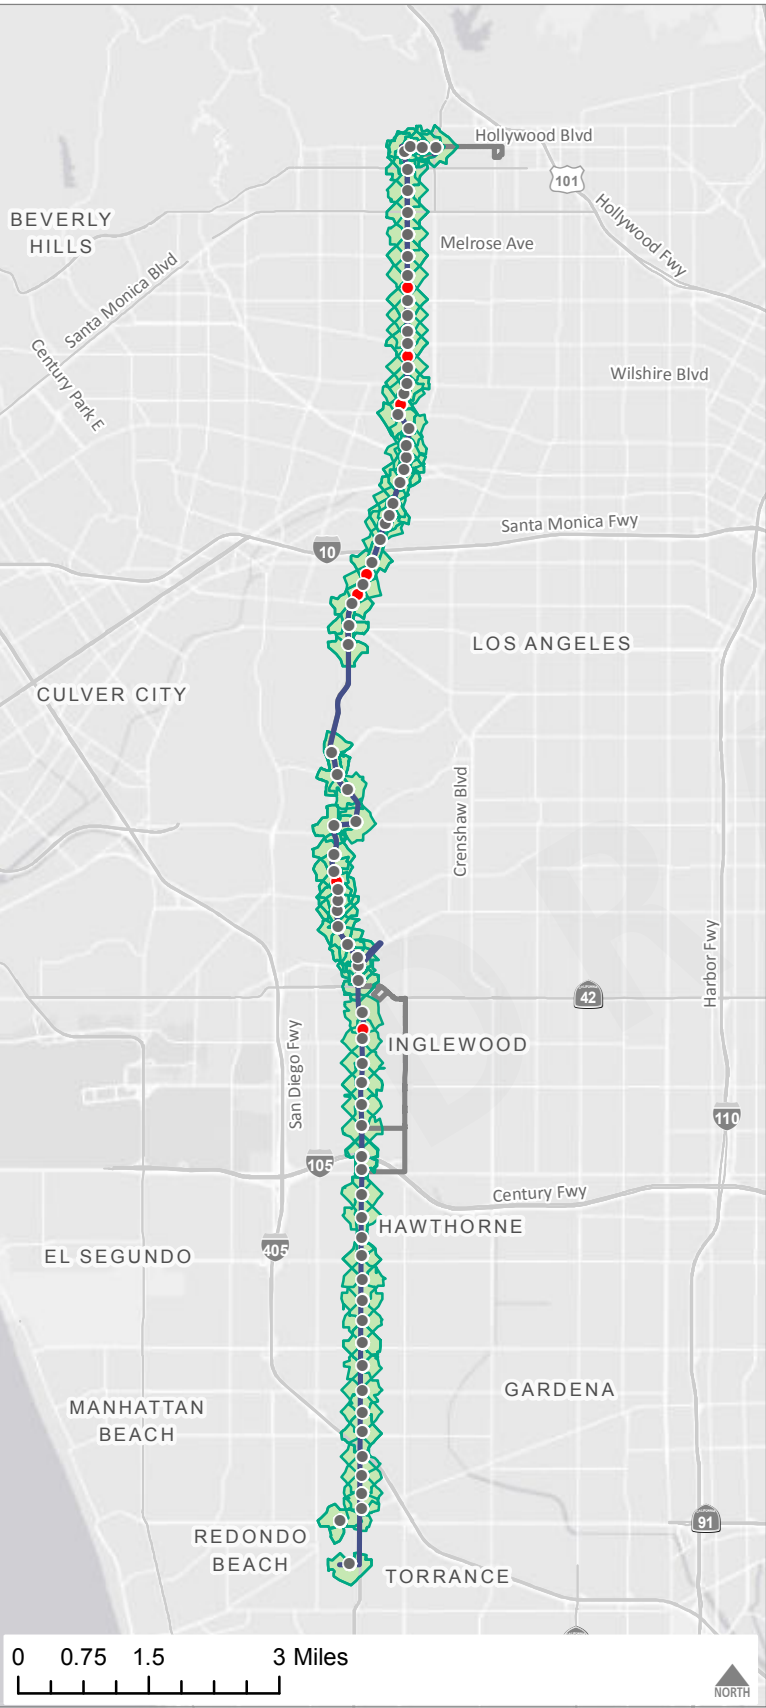 Hollywood Blvd
101
BEVERLY
HILLS
Hollywood Fwy
Melrose Ave
Santa Monica Blvd
Century Park E
Wilshire Blvd
Santa Monica Fwy
10
LOS ANGELES
CULVER CITY
Crenshaw Blvd
Harbor Fwy
CALIFORNIA
42
San Diego Fwy
INGLEWOOD
110
105
Century Fwy
HAWTHORNE
405
EL SEGUNDO
GARDENA
MANHATTAN
BEACH
CALIFORNIA
91
REDONDO
BEACH
TORRANCE
0 0.75 1.5 3 Miles
NORTH